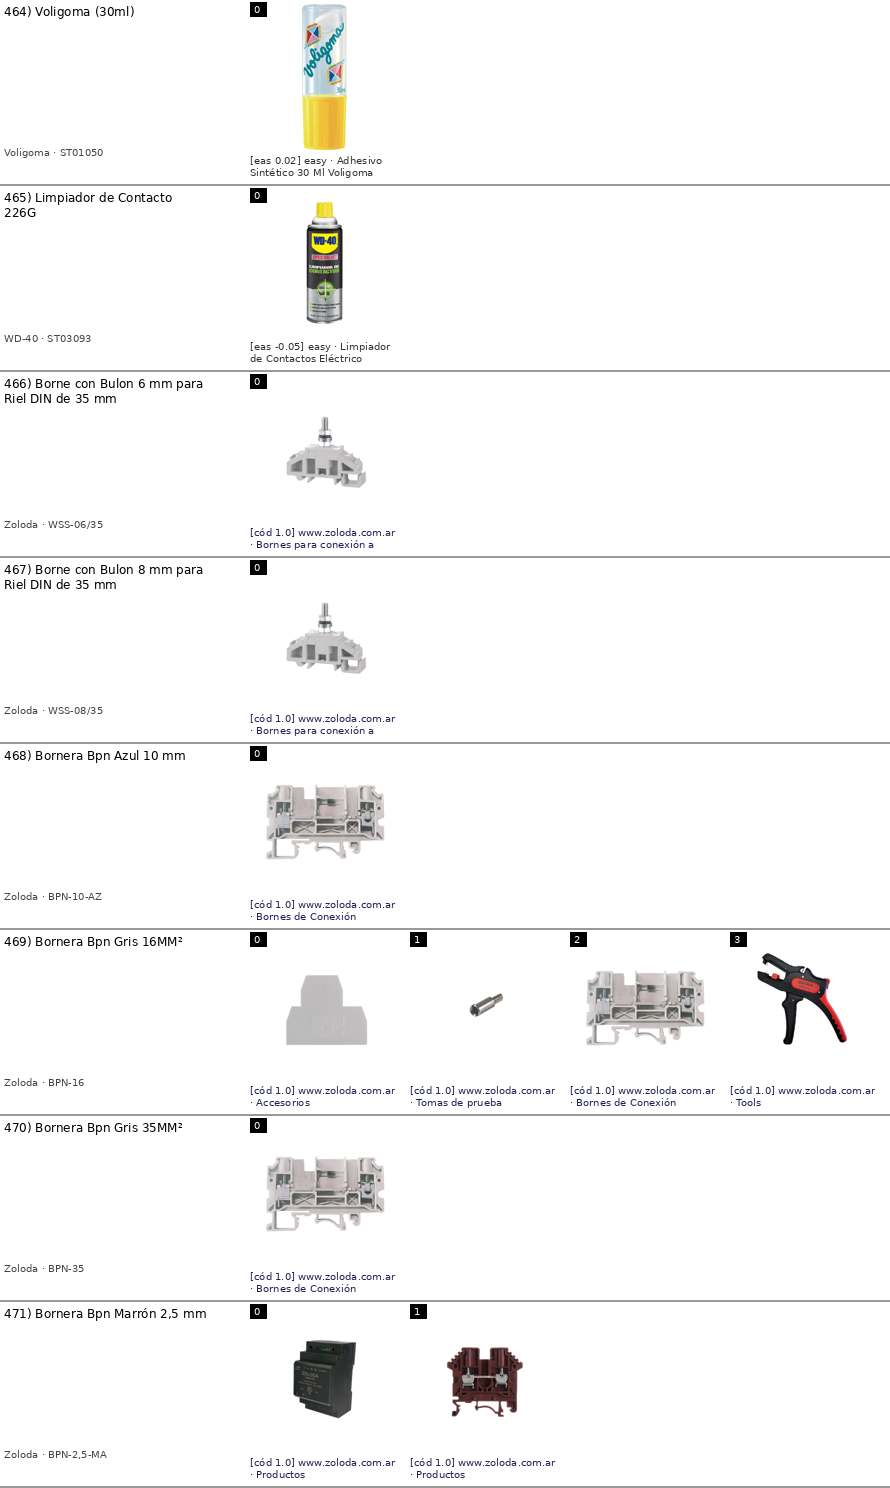 464) Voligoma (30ml)
0
voligoma
Voligoma · ST01050
[eas 0.02] easy · Adhesivo
Sintético 30 Ml Voligoma
465) Limpiador de Contacto
226G
0
WD-40
CONTACTOS
WD-40 · ST03093
[eas -0.05] easy · Limpiador
de Contactos Eléctrico
466) Borne con Bulon 6 mm para
Riel DIN de 35 mm
0
Zoloda · WSS-06/35
[cód 1.0] www.zoloda.com.ar
· Bornes para conexión a
467) Borne con Bulon 8 mm para
Riel DIN de 35 mm
0
Zoloda · WSS-08/35
[cód 1.0] www.zoloda.com.ar
· Bornes para conexión a
468) Bornera Bpn Azul 10 mm
0
Zoloda · BPN-10-AZ
[cód 1.0] www.zoloda.com.ar
· Bornes de Conexión
469) Bornera Bpn Gris 16MM²
0
1
2
3
Zoloda · BPN-16
[cód 1.0] www.zoloda.com.ar
· Accesorios
[cód 1.0] www.zoloda.com.ar
· Tomas de prueba
[cód 1.0] www.zoloda.com.ar
· Bornes de Conexión
[cód 1.0] www.zoloda.com.ar
· Tools
470) Bornera Bpn Gris 35MM²
0
Zoloda · BPN-35
[cód 1.0] www.zoloda.com.ar
· Bornes de Conexión
471) Bornera Bpn Marrón 2,5 mm
0
1
Zoloda · BPN-2,5-MA
[cód 1.0] www.zoloda.com.ar
· Productos
[cód 1.0] www.zoloda.com.ar
· Productos